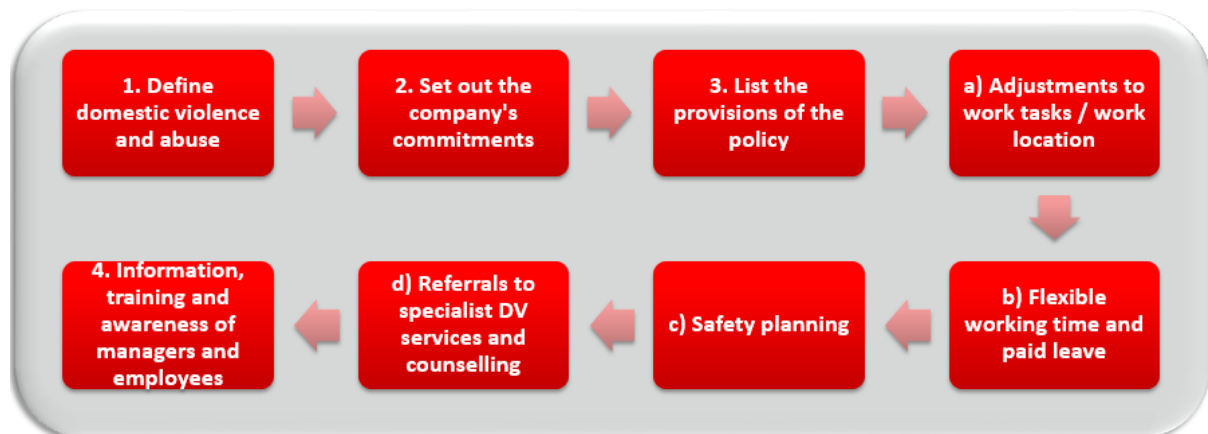 1. Define
domestic violence
and abuse
2. Set out the
company's
commitments
3. List the
provisions of the
policy
a) Adjustments to
work tasks / work
location
b) Flexible
working time and
paid leave
c) Safety planning
d) Referrals to
specialist DV
services and
counselling
4. Information,
training and
awareness of
managers and
employees